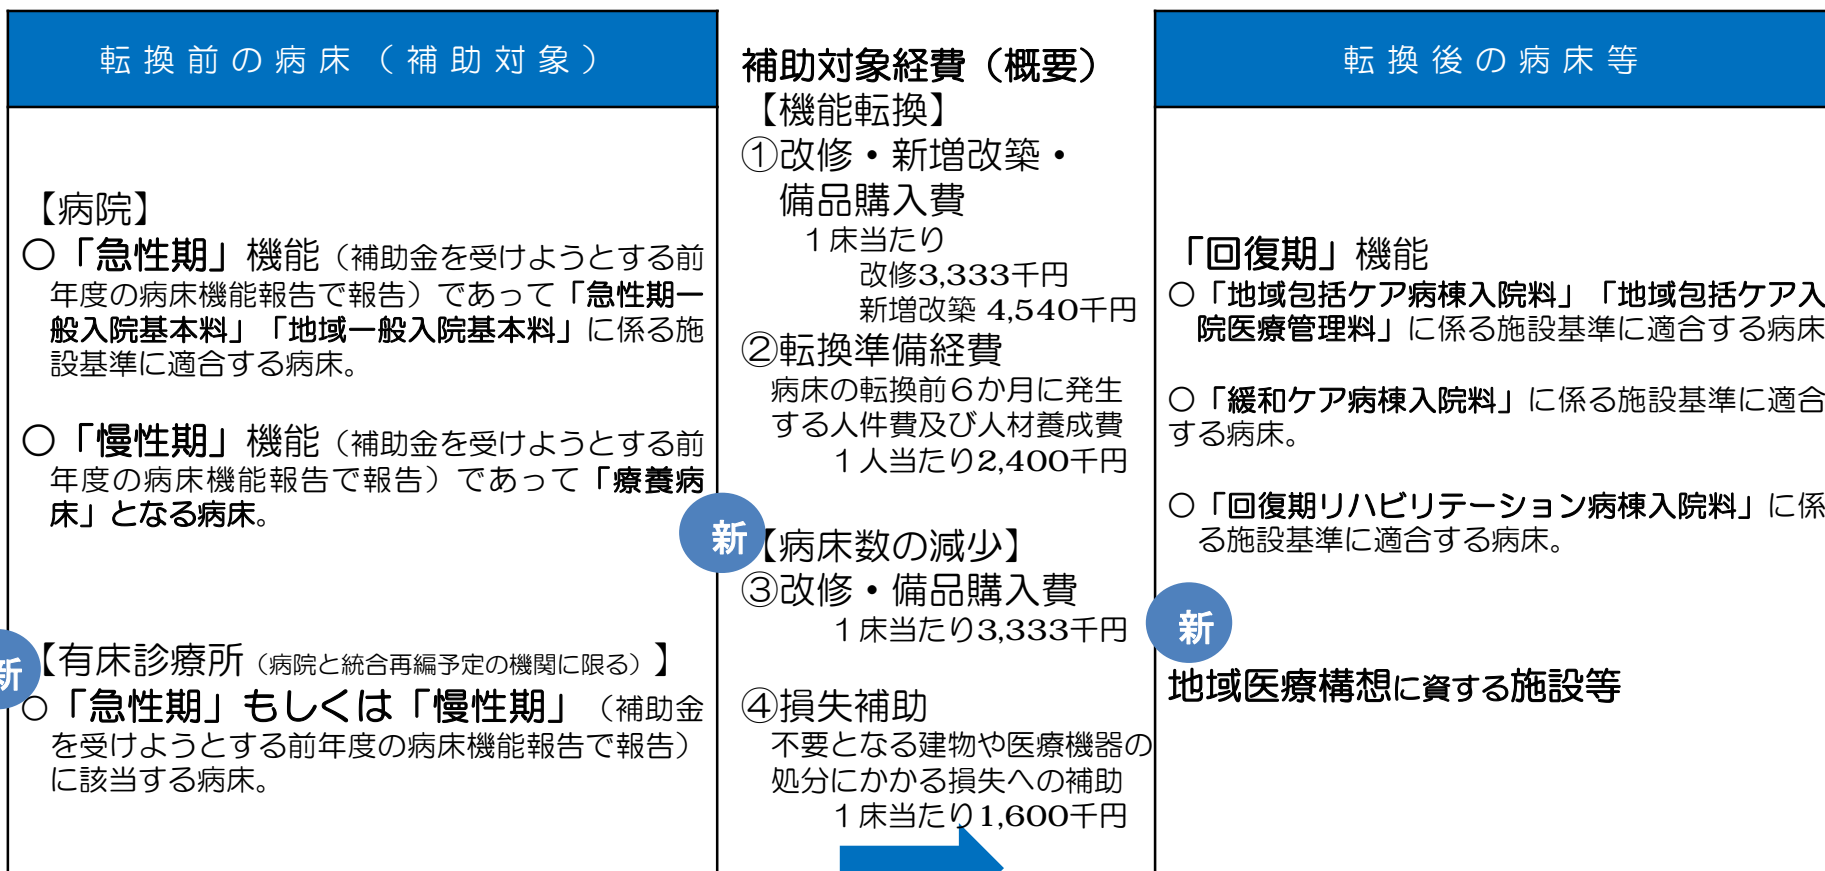 転換前の病床（補助対象）
【病院】
〇「急性期」機能（補助金を受けようとする前
年度の病床機能報告で報告）であって「急性期一
般入院基本料」「地域一般入院基本料」に係る施
設基準に適合する病床。
〇「慢性期」機能（補助金を受けようとする前
年度の病床機能報告で報告）であって「療養病
床」となる病床。
新
【有床診療所（病院と統合再編予定の機関に限る）】
〇「急性期」もしくは「慢性期」（補助金
を受けようとする前年度の病床機能報告で報告）
に該当する病床。
補助対象経費（概要）
【機能転換】
①改修・新増改築・
備品購入費
１床当たり
改修3,333千円
新増改築 4,540千円
②転換準備経費
病床の転換前６か月に発生
する人件費及び人材養成費
１人当たり2,400千円
新
【病床数の減少】
③改修・備品購入費
１床当たり3,333千円
④損失補助
不要となる建物や医療機器の
処分にかかる損失への補助
１床当たり1,600千円
転換後の病床等
「回復期」機能
〇「地域包括ケア病棟入院料」「地域包括ケア入
院医療管理料」に係る施設基準に適合する病床
〇「緩和ケア病棟入院料」に係る施設基準に適合
する病床。
〇「回復期リハビリテーション病棟入院料」に係
る施設基準に適合する病床。
新
地域医療構想に資する施設等